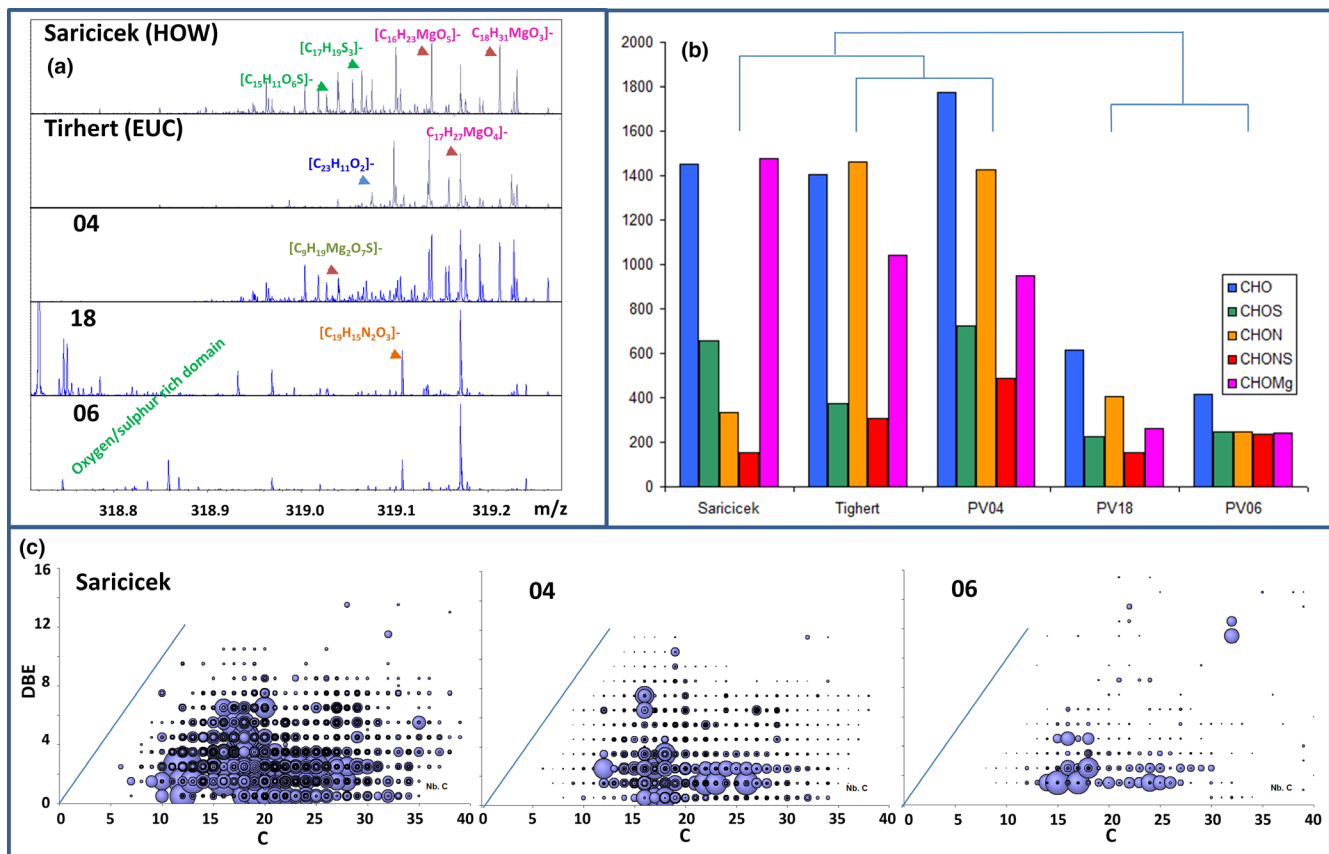 Saricicek (HOW)
(a)
[C₁₅H₁₁O₆S]-
[C₁₇H₁₉S₃]-
[C₁₆H₂₃MgO₅]-
C₁₈H₃₁MgO₃]-
Tirhert (EUC)
[C₂₃H₁₁O₂]-
C₁₇H₂₇MgO₄]-
04
[C₉H₁₉Mg₂O₇S]-
18
[C₁₉H₁₅N₂O₃]-
Oxygen/sulphur rich domain
06
318.8 318.9 319.0 319.1 319.2 m/z
(b)
2000
1800
1600
1400
1200
1000
800
600
400
200
0
CHO
CHOS
CHON
CHONS
CHOMg
Saricicek Tighert PV04 PV18 PV06
(c)
Saricicek
DBE
16
12
8
4
0
Nb. C
0 5 10 15 20 25 30 35 40
C
04
Nb. C
0 5 10 15 20 25 30 35 40
C
06
Nb. C
0 5 10 15 20 25 30 35 40
C